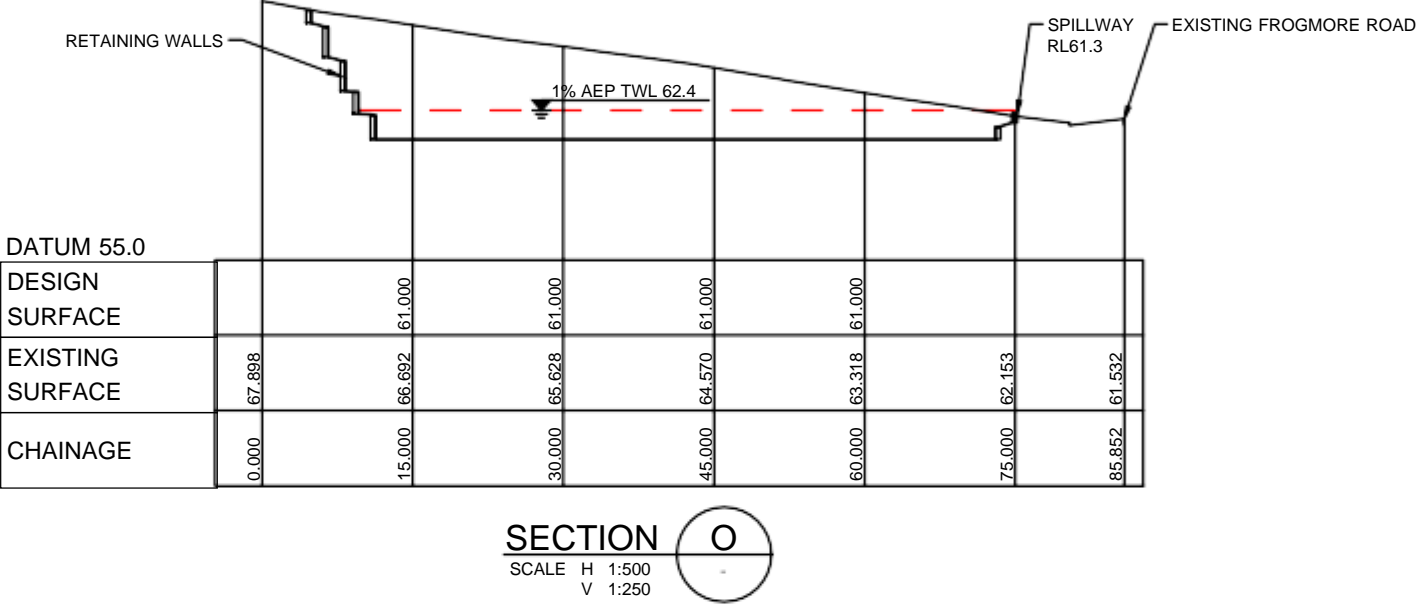 RETAINING WALLS
SPILLWAY
RL61.3
EXISTING FROGMORE ROAD
1% AEP TWL 62.4
DATUM 55.0
DESIGN
SURFACE
61.000
61.000
61.000
61.000
EXISTING
SURFACE
67.898
66.692
65.628
64.570
63.318
62.153
61.532
CHAINAGE
0.000
15.000
30.000
45.000
60.000
75.000
85.852
SECTION
O
-
SCALE H 1:500
V 1:250